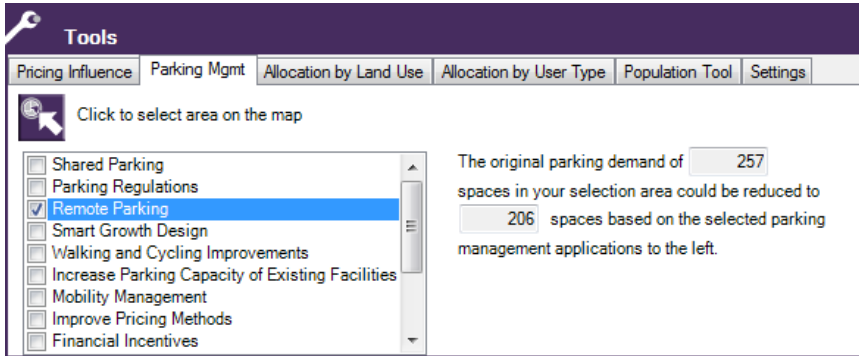 Tools
Pricing Influence Parking Mgmt Allocation by Land Use Allocation by User Type Population Tool Settings
Click to select area on the map
Shared Parking
Parking Regulations
Remote Parking
Smart Growth Design
Walking and Cycling Improvements
Increase Parking Capacity of Existing Facilities
Mobility Management
Improve Pricing Methods
Financial Incentives
The original parking demand of 257
spaces in your selection area could be reduced to
206 spaces based on the selected parking
management applications to the left.